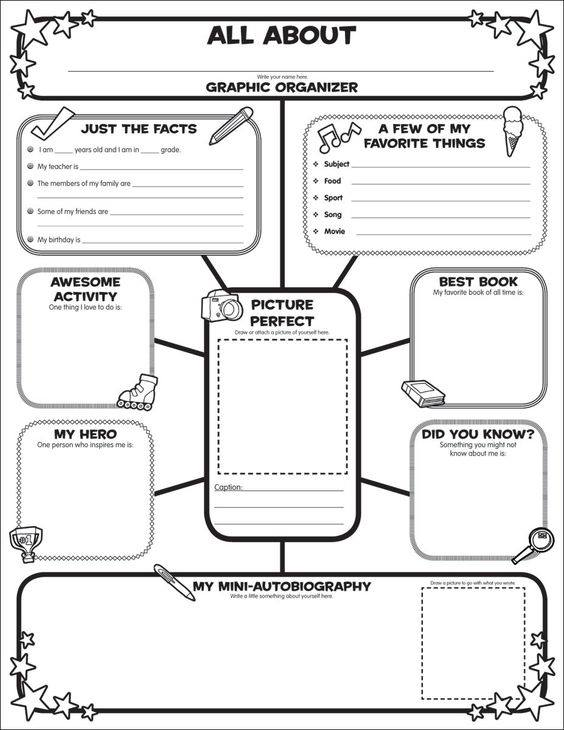 ALL ABOUT
Write your name here.
GRAPHIC ORGANIZER
JUST THE FACTS
I am _____ years old and I am in _____ grade.
My teacher is
The members of my family are
Some of my friends are
My birthday is
A FEW OF MY
FAVORITE THINGS
Subject
Food
Sport
Song
Movie
AWESOME
ACTIVITY
One thing I love to do is:
PICTURE
PERFECT
Draw or attach a picture of yourself here.
Caption:
BEST BOOK
My favorite book of all time is:
MY HERO
One person who inspires me is:
#1
DID YOU KNOW?
Something you might not
know about me is:
MY MINI-AUTOBIOGRAPHY
Write a little something about yourself here.
Draw a picture to go with what you wrote.